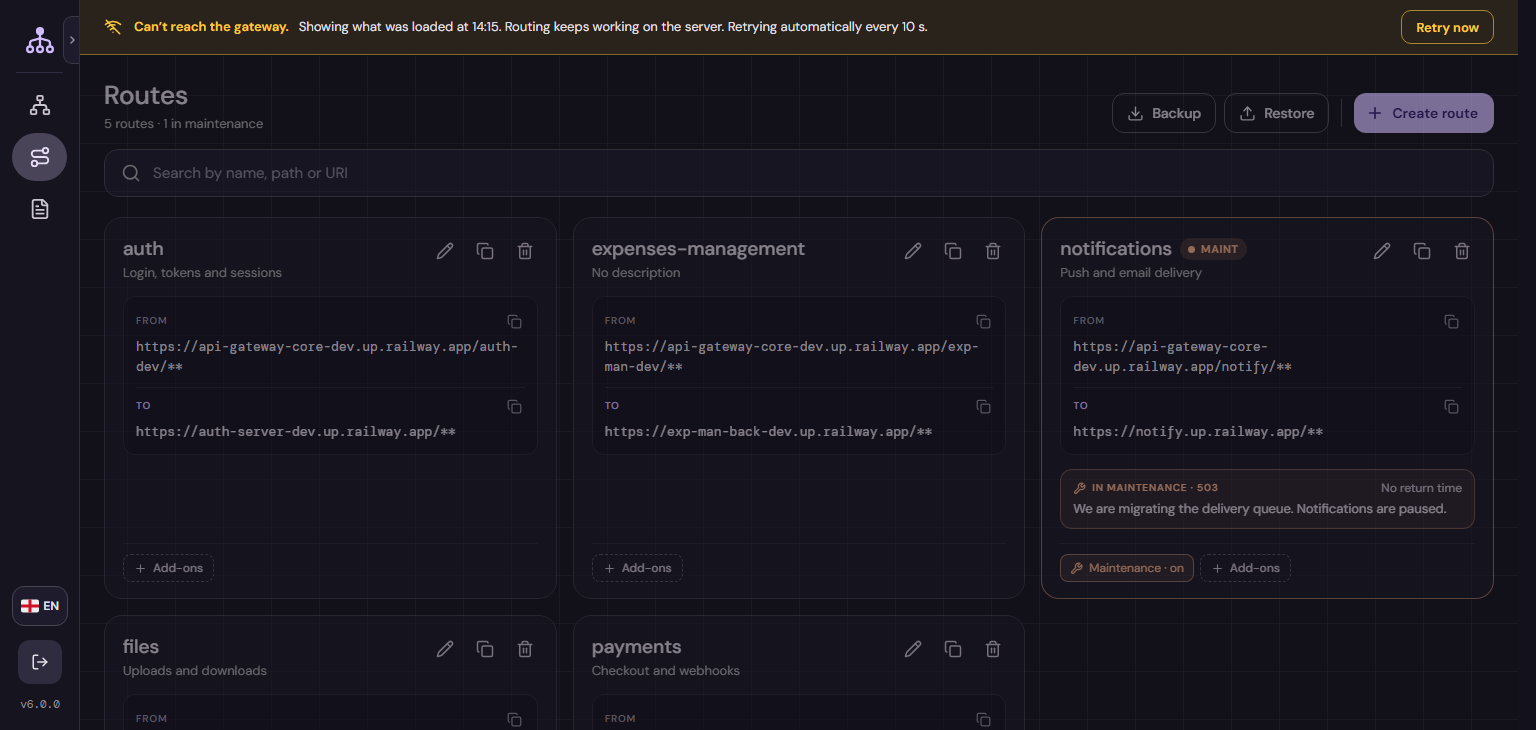 Can't reach the gateway. Showing what was loaded at 14:15. Routing keeps working on the server. Retrying automatically every 10 s.
Retry now
Routes
5 routes · 1 in maintenance
Backup
Restore
Create route
Search by name, path or URI
auth
Login, tokens and sessions
FROM
https://api-gateway-core-dev.up.railway.app/auth-
dev/**
TO
https://auth-server-dev.up.railway.app/**
Add-ons
expenses-management
No description
FROM
https://api-gateway-core-dev.up.railway.app/exp-
man-dev/**
TO
https://exp-man-back-dev.up.railway.app/**
Add-ons
notifications
MAINT
Push and email delivery
FROM
https://api-gateway-core-
dev.up.railway.app/notify/**
TO
https://notify.up.railway.app/**
IN MAINTENANCE · 503
No return time
We are migrating the delivery queue. Notifications are paused.
Maintenance · on
Add-ons
files
Uploads and downloads
FROM
payments
Checkout and webhooks
FROM
EN
v6.0.0